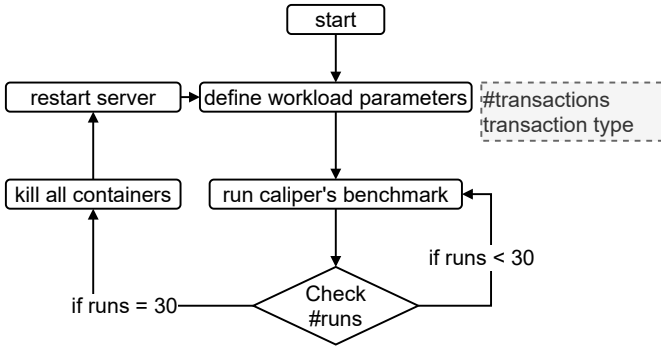 start
restart server
define workload parameters
#transactions
transaction type
kill all containers
run caliper's benchmark
if runs < 30
if runs = 30
Check
#runs